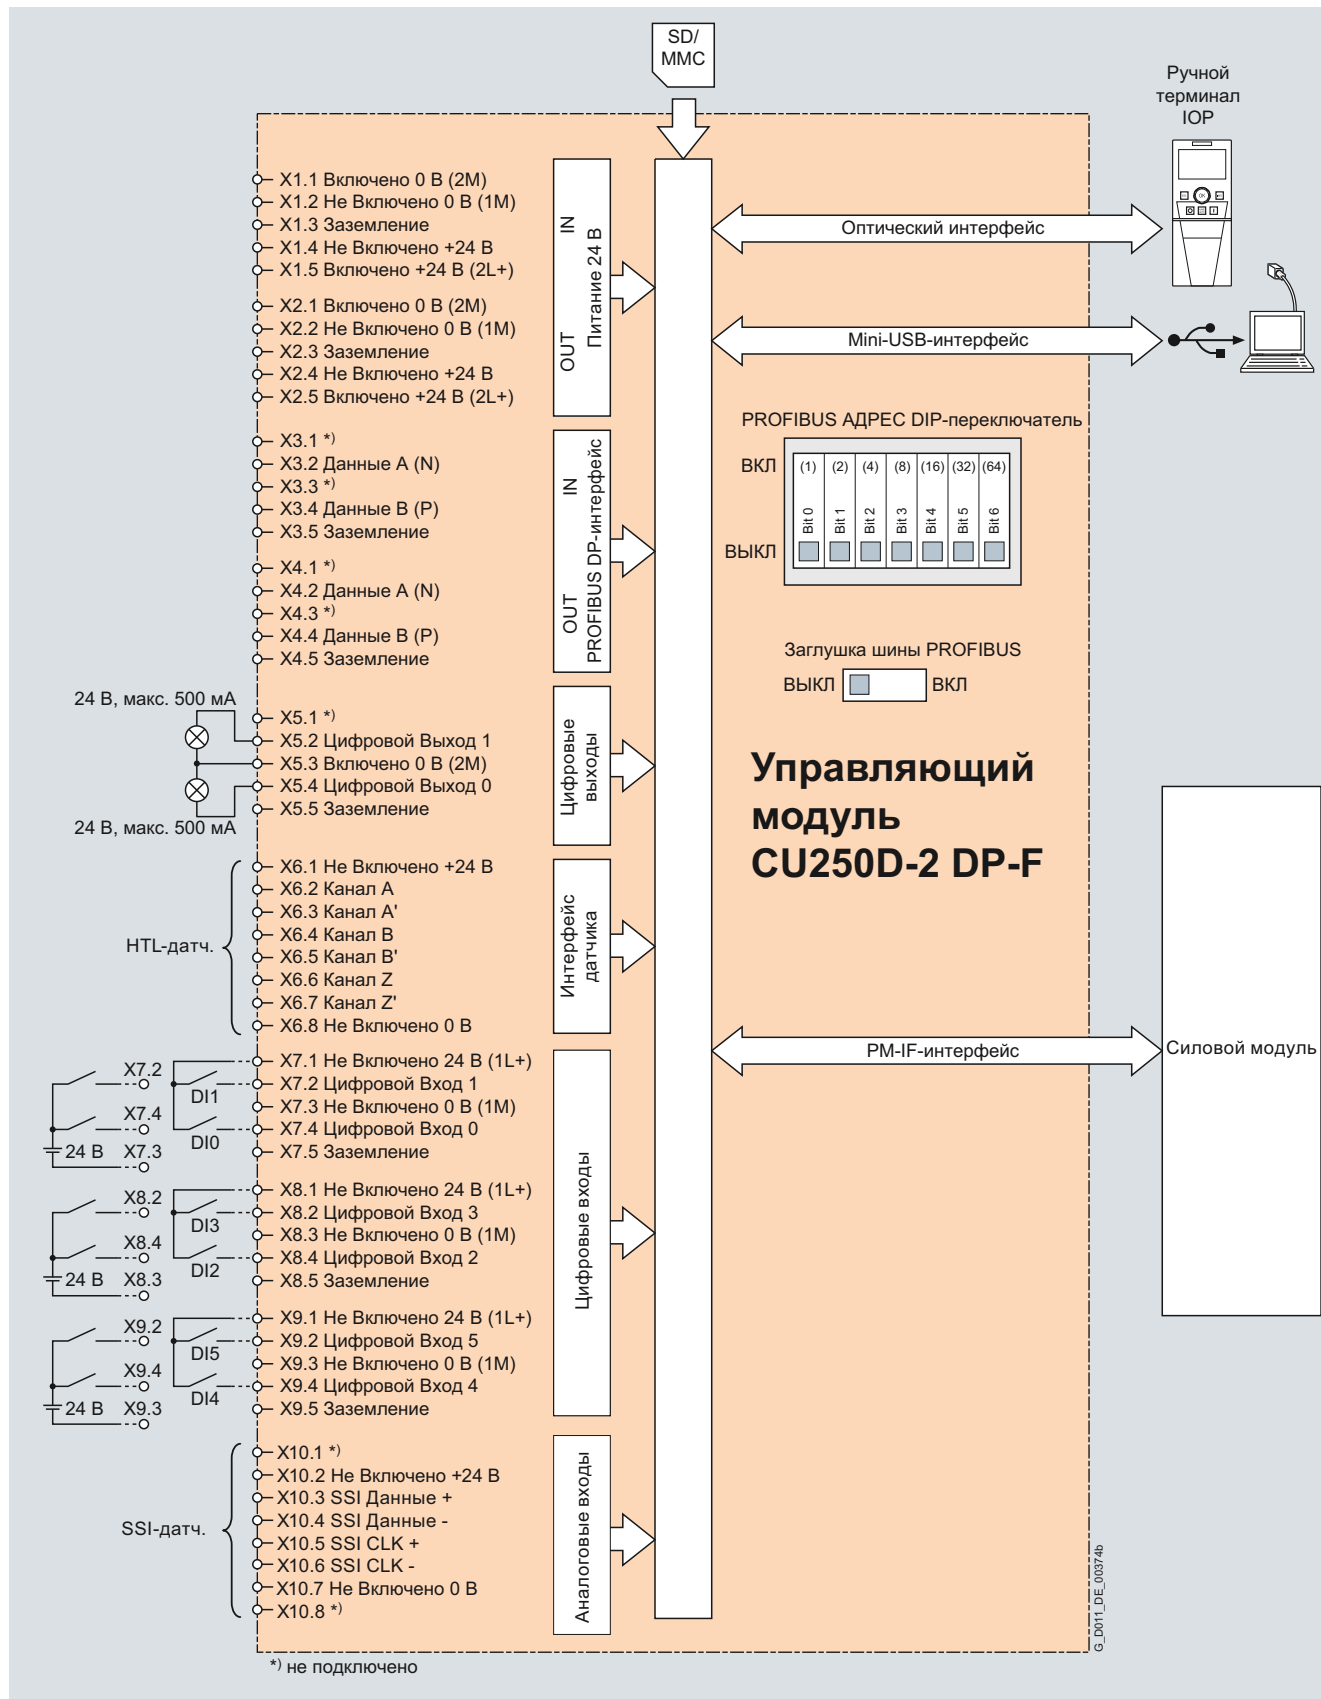 SD/
MMC
Ручной
терминал
IOP
X1.1 Включено 0 В (2M)
X1.2 Не Включено 0 В (1M)
X1.3 Заземление
X1.4 Не Включено +24 В
X1.5 Включено +24 В (2L+)
X2.1 Включено 0 В (2M)
X2.2 Не Включено 0 В (1M)
X2.3 Заземление
X2.4 Не Включено +24 В
X2.5 Включено +24 В (2L+)
OUT IN
Питание 24 В
Оптический интерфейс
OK
Mini-USB-интерфейс
X3.1 *)
X3.2 Данные A (N)
X3.3 *)
X3.4 Данные B (P)
X3.5 Заземление
X4.1 *)
X4.2 Данные A (N)
X4.3 *)
X4.4 Данные B (P)
X4.5 Заземление
OUT IN
PROFIBUS DP-интерфейс
PROFIBUS АДРЕС DIP-переключатель
ВКЛ
(1) (2) (4) (8) (16) (32) (64)
Bit 0 Bit 1 Bit 2 Bit 3 Bit 4 Bit 5 Bit 6
ВЫКЛ
Заглушка шины PROFIBUS
ВЫКЛ ВКЛ
24 В, макс. 500 мА
X5.1 *)
X5.2 Цифровой Выход 1
X5.3 Включено 0 В (2M)
X5.4 Цифровой Выход 0
X5.5 Заземление
24 В, макс. 500 мА
Цифровые
выходы
Управляющий
модуль
CU250D-2 DP-F
HTL-датч.
X6.1 Не Включено +24 В
X6.2 Канал A
X6.3 Канал A'
X6.4 Канал B
X6.5 Канал B'
X6.6 Канал Z
X6.7 Канал Z'
X6.8 Не Включено 0 В
Интерфейс
датчика
PM-IF-интерфейс
Силовой модуль
X7.2
X7.4
24 В X7.3
DI1
DI0
X7.1 Не Включено 24 В (1L+)
X7.2 Цифровой Вход 1
X7.3 Не Включено 0 В (1M)
X7.4 Цифровой Вход 0
X7.5 Заземление
X8.2
X8.4
24 В X8.3
DI3
DI2
X8.1 Не Включено 24 В (1L+)
X8.2 Цифровой Вход 3
X8.3 Не Включено 0 В (1M)
X8.4 Цифровой Вход 2
X8.5 Заземление
X9.2
X9.4
24 В X9.3
DI5
DI4
X9.1 Не Включено 24 В (1L+)
X9.2 Цифровой Вход 5
X9.3 Не Включено 0 В (1M)
X9.4 Цифровой Вход 4
X9.5 Заземление
Цифровые входы
SSI-датч.
X10.1 *)
X10.2 Не Включено +24 В
X10.3 SSI Данные +
X10.4 SSI Данные -
X10.5 SSI CLK +
X10.6 SSI CLK -
X10.7 Не Включено 0 В
X10.8 *)
Аналоговые входы
G_D011_DE_00374b
*) не подключено